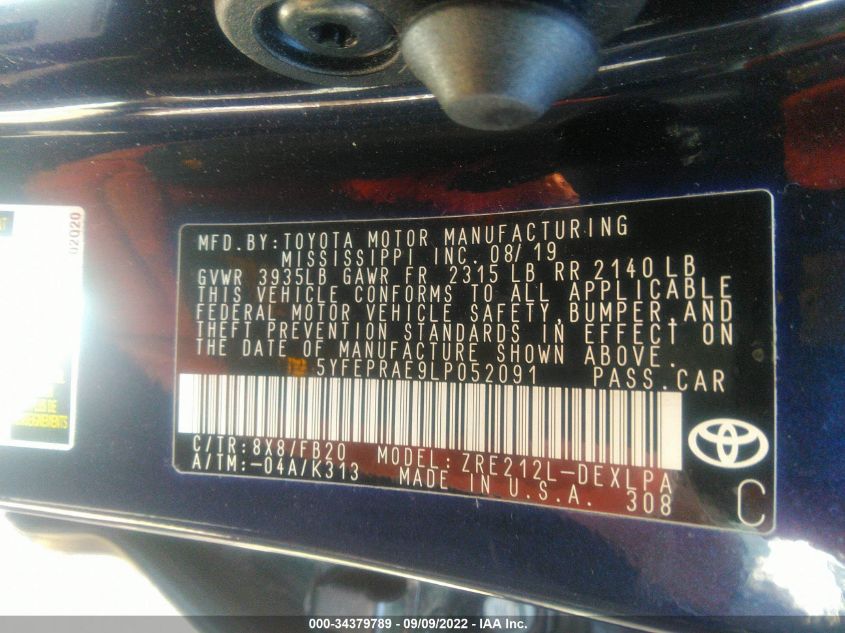 02020
MFD.BY:TOYOTA MOTOR MANUFACTURING
MISSISSIPPI INC. 08/19
GVWR 3935LB GAWR FR 2315 LB RR 2140 LB
THIS VEHICLE CONFORMS TO ALL APPLICABLE
FEDERAL MOTOR VEHICLE SAFETY,BUMPER,AND
THEFT PREVENTION STANDARDS IN EFFECT ON
THE DATE OF MANUFACTURE SHOWN ABOVE.
5YFEPRAE9LP052091 PASS.CAR
C/TR:8X8/FB20 MODEL:ZRE212L-DEXLPA
A/TM:-04A/K313 MADE IN U.S.A. 308
C
000-34379789 - 09/09/2022 - IAA Inc.